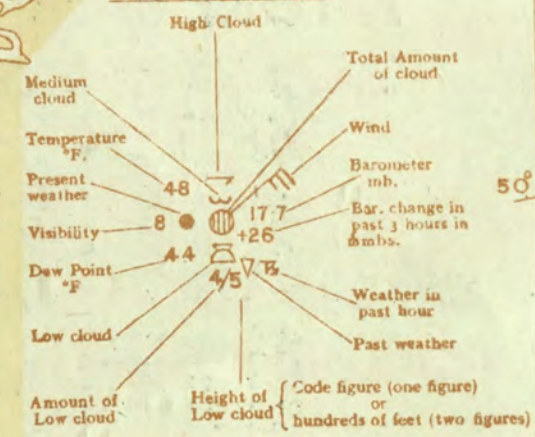 High Cloud
Total Amount
of cloud
Medium
cloud
Wind
Temperature
°F.
Barometer
mb.
Present
weather
48
17.7
50°
Visibility
8
+26
Bar. change in
past 3 hours in
mbs.
Dew Point
°F
44
4/5
Weather in
past hour
Low cloud
Past weather
Amount of
Low cloud
Height of
Low cloud
Code figure (one figure)
or
hundreds of feet (two figures)